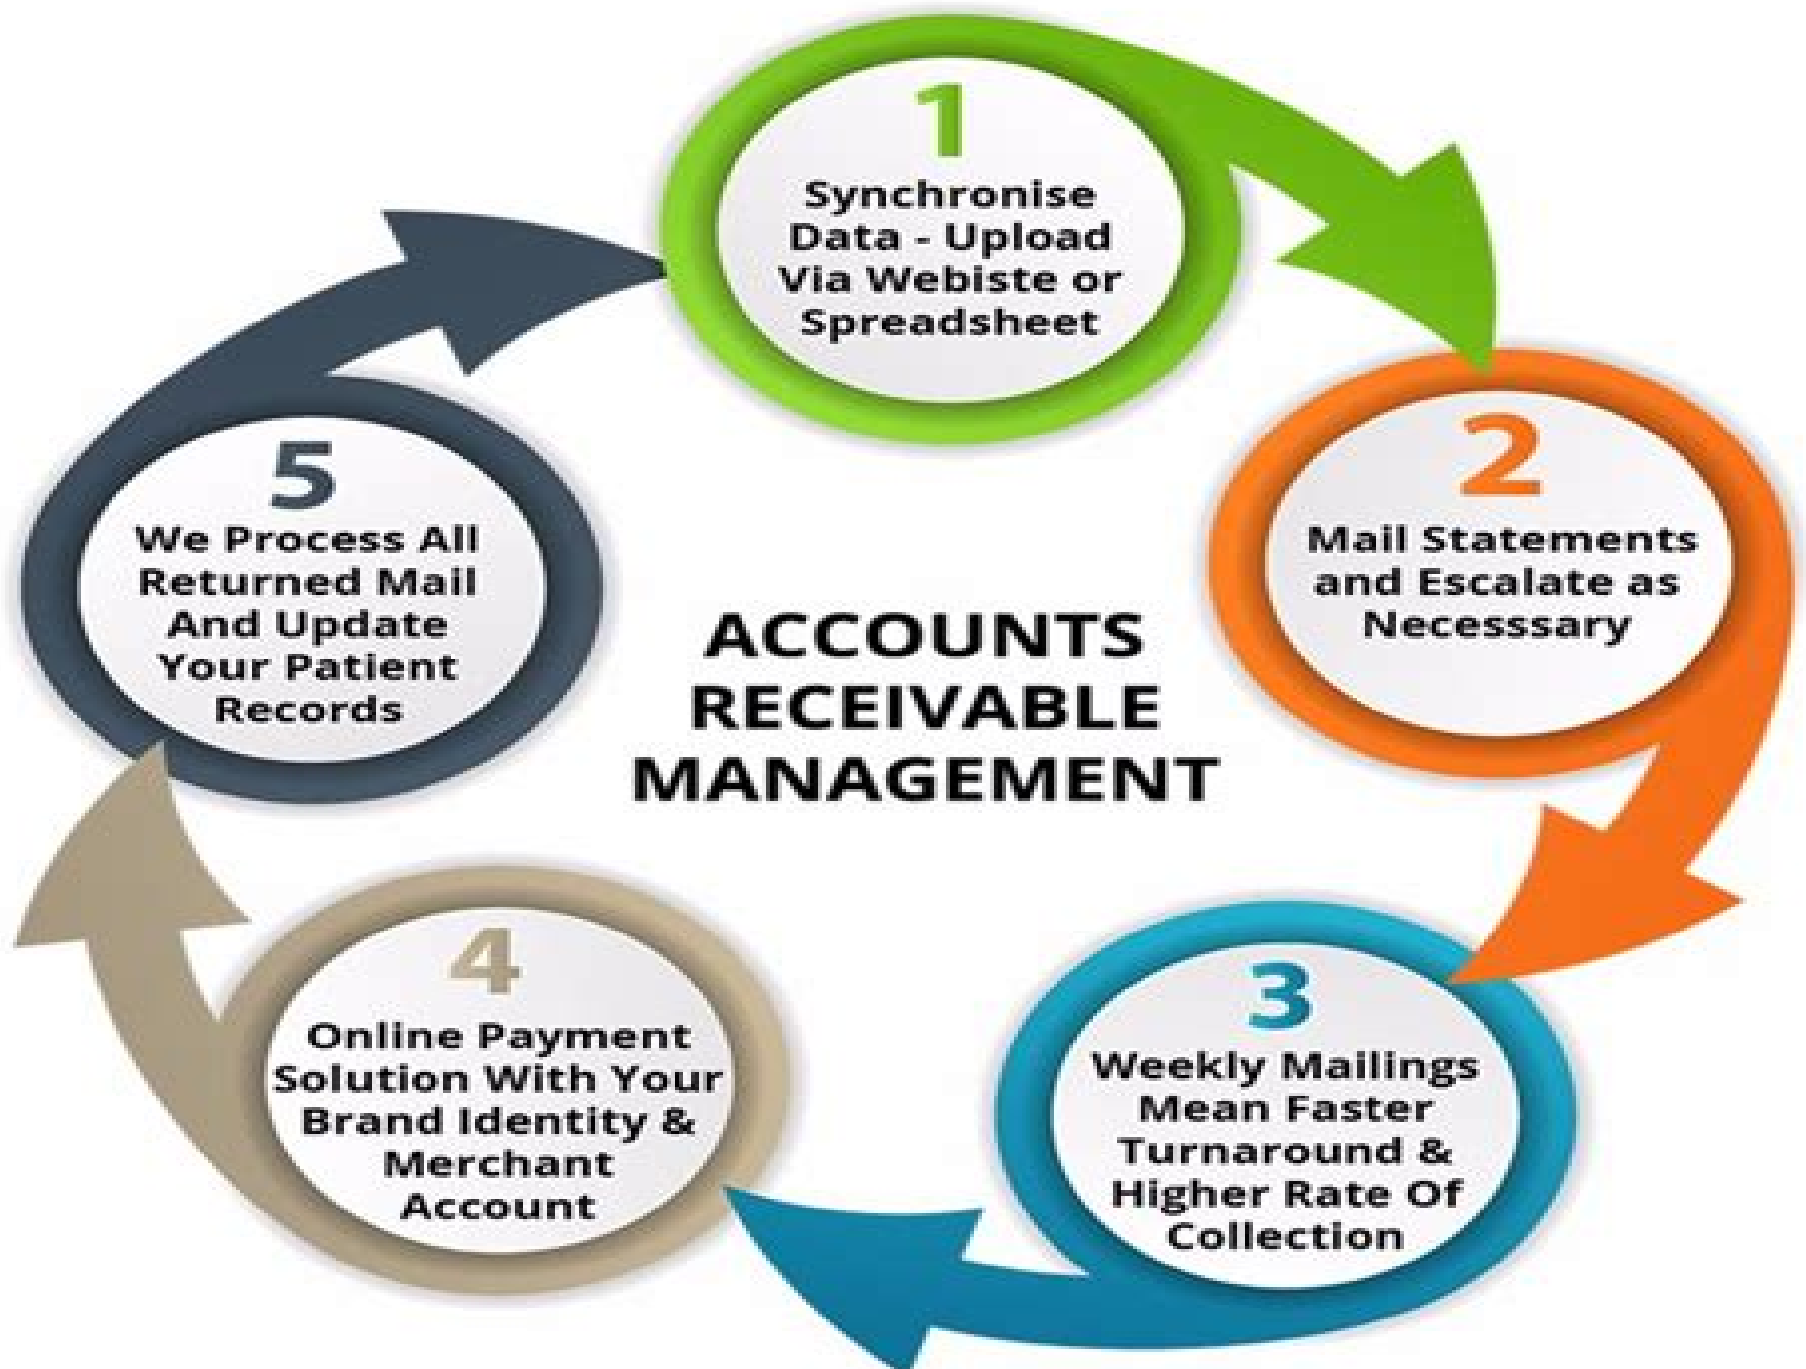 1
Synchronise
Data - Upload
Via Webiste or
Spreadsheet
2
Mail Statements
and Escalate as
Necesssary
3
Weekly Mailings
Mean Faster
Turnaround &
Higher Rate Of
Collection
4
Online Payment
Solution With Your
Brand Identity &
Merchant
Account
5
We Process All
Returned Mail
And Update
Your Patient
Records
ACCOUNTS
RECEIVABLE
MANAGEMENT